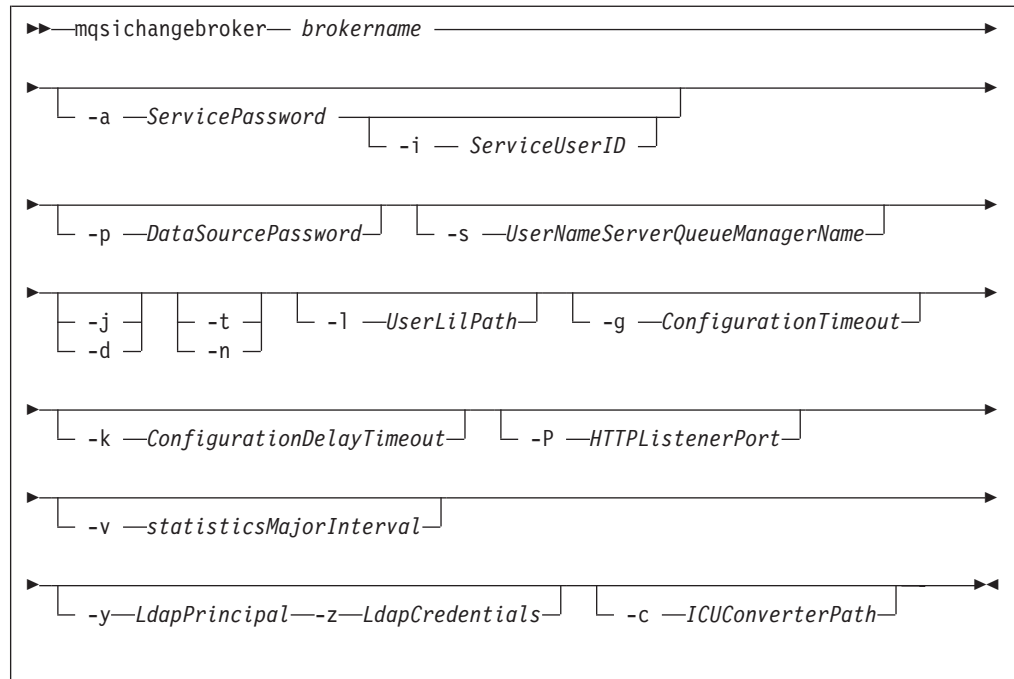 mqsichangebroker brokername
-a ServicePassword
-i ServiceUserID
-p DataSourcePassword -s UserNameServerQueueManagerName
-j -t -l UserLilPath -g ConfigurationTimeout
-d -n
-k ConfigurationDelayTimeout -P HTTPListenerPort
-v statisticsMajorInterval
-y LdapPrincipal -z LdapCredentials -c ICUConverterPath